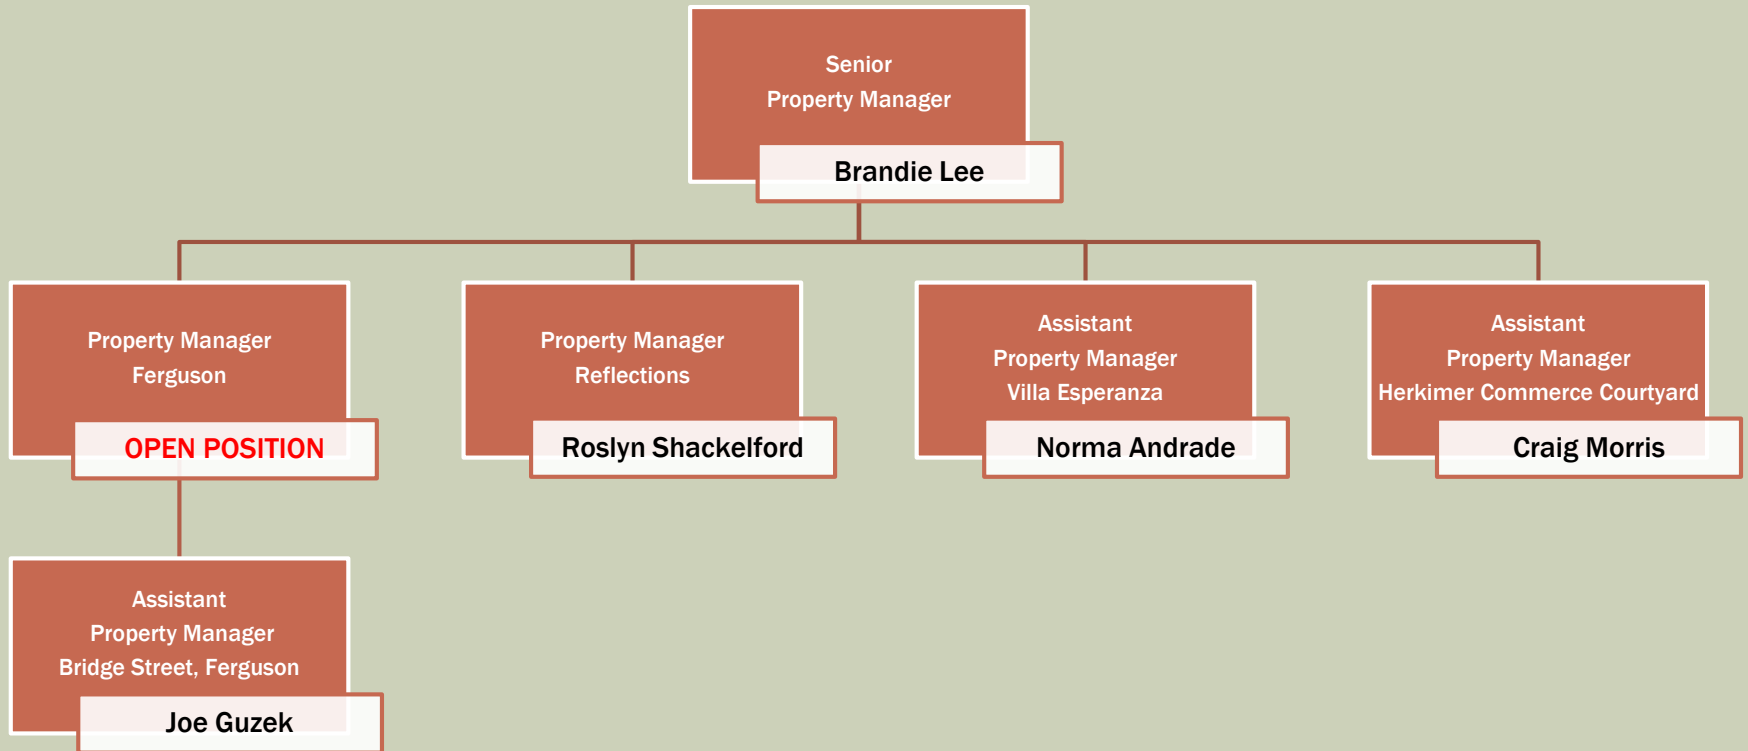 Senior
Property Manager
Brandie Lee
Property Manager
Ferguson
OPEN POSITION
Property Manager
Reflections
Roslyn Shackelford
Assistant
Property Manager
Villa Esperanza
Norma Andrade
Assistant
Property Manager
Herkimer Commerce Courtyard
Craig Morris
Assistant
Property Manager
Bridge Street, Ferguson
Joe Guzek